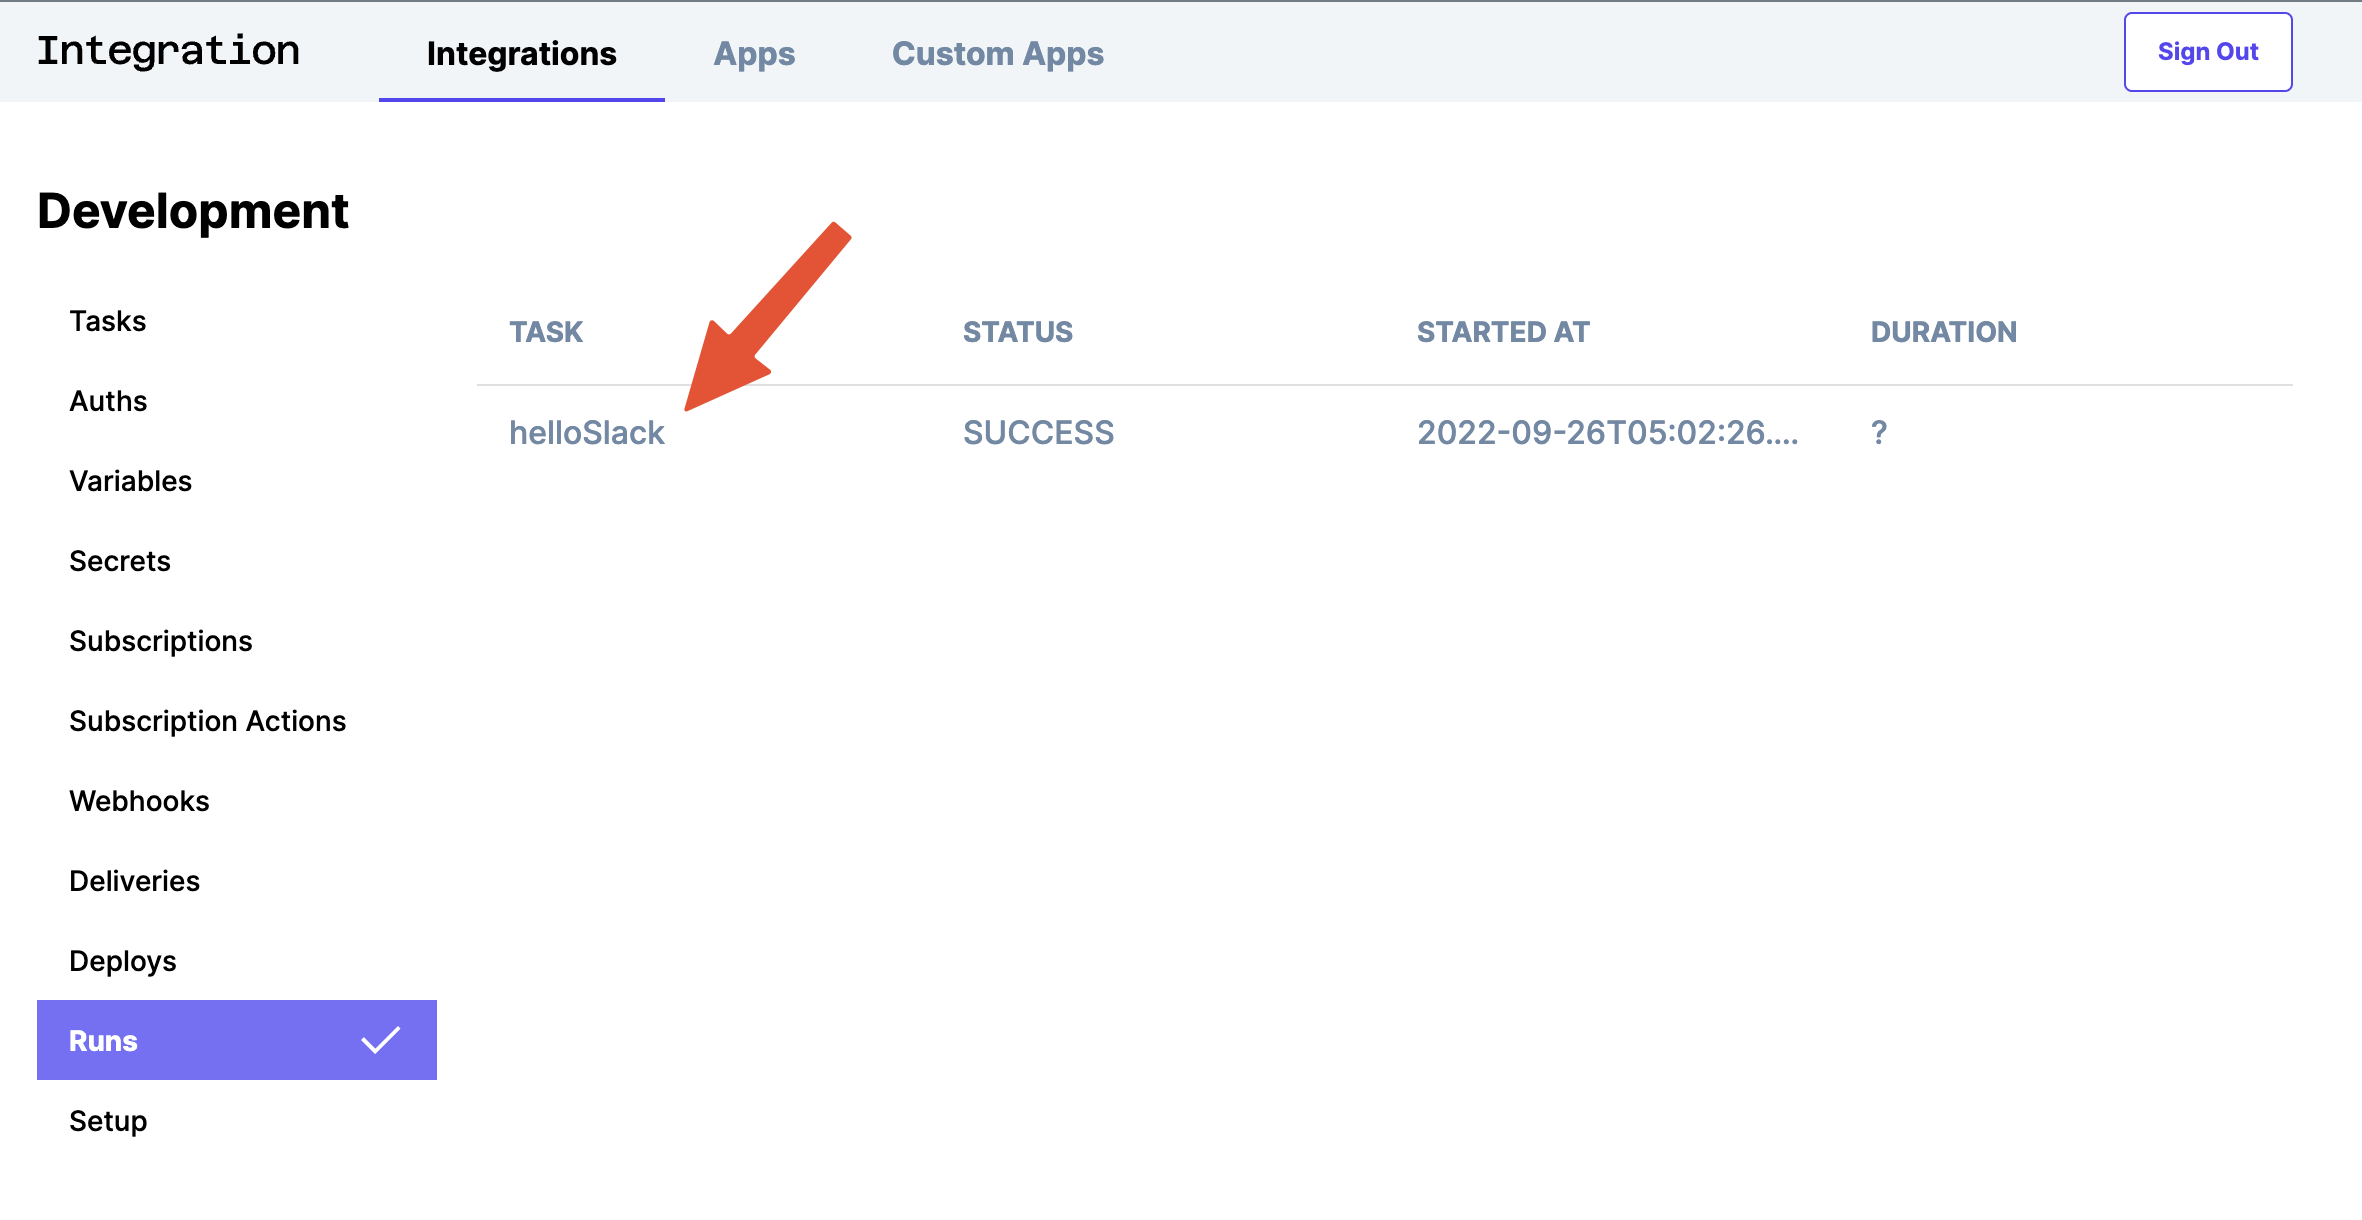 Integration
Integrations
Apps
Custom Apps
Sign Out
Development
Tasks
Auths
Variables
Secrets
Subscriptions
Subscription Actions
Webhooks
Deliveries
Deploys
Runs
Setup
TASK STATUS STARTED AT DURATION
helloSlack SUCCESS 2022-09-26T05:02:26.... ?